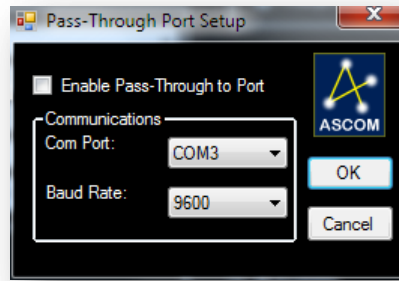 Pass-Through Port Setup
x
Enable Pass-Through to Port
Communications
Com Port:
COM3
Baud Rate:
9600
ASCOM
OK
Cancel